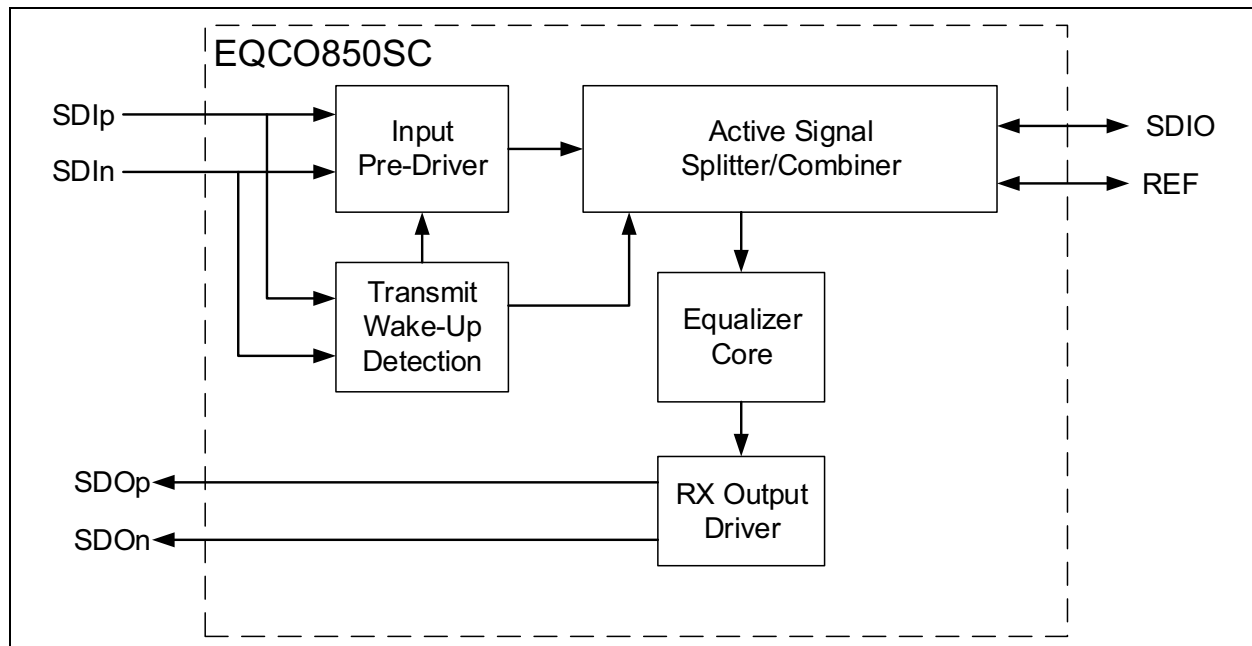 EQCO850SC
SDIp
SDIn
Input
Pre-Driver
Active Signal
Splitter/Combiner
SDIO
REF
Transmit
Wake-Up
Detection
Equalizer
Core
SDOp
SDOn
RX Output
Driver